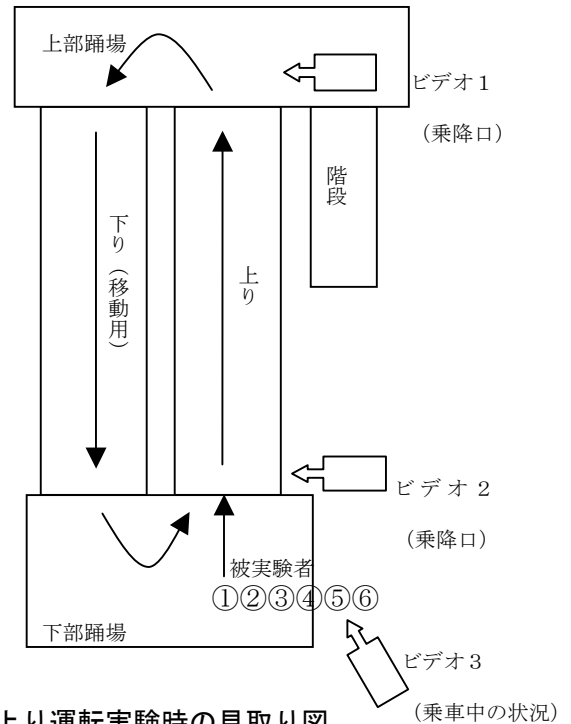 上部踊場
ビデオ1
(乗降口)
階段
下り(移動用)
上り
ビデオ2
(乗降口)
被実験者
①②③④⑤⑥
下部踊場
ビデオ3
(乗車中の状況)
上り運転実験時の見取り図